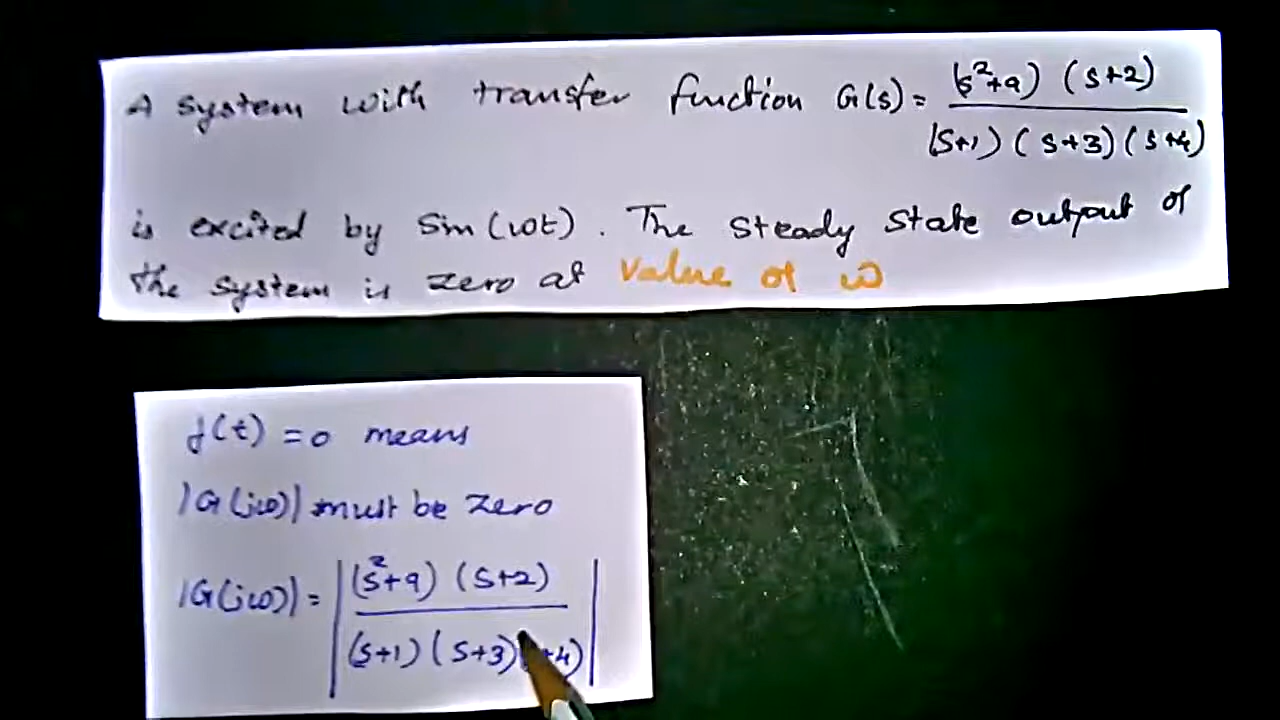 A system with transfer function G(s) = (s²+9) (s+2)
(s+1) (s+3) (s+4)
is excited by Sin(ωt). The Steady State output of
the system is zero at value of ω
y(t) = 0 means
|G(jω)| must be zero
|G(jω)| = | (s²+9) (s+2)
(s+1) (s+3) (s+4) |